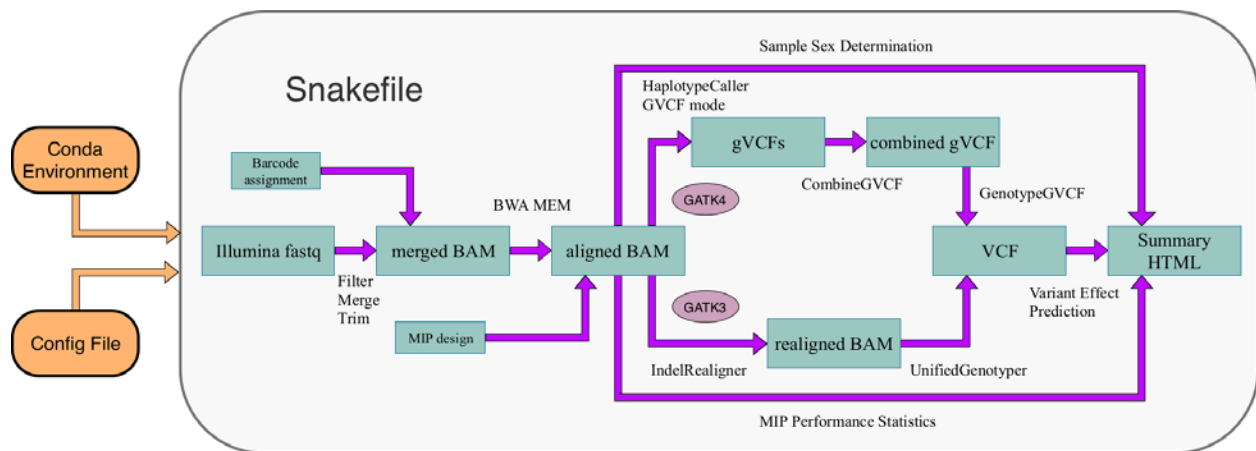 Snakefile
Conda
Environment
Config File
Barcode
assignment
Illumina fastq
Filter
Merge
Trim
merged BAM
BWA MEM
MIP design
aligned BAM
Sample Sex Determination
HaplotypeCaller
GVCF mode
gVCFs
CombineGVCF
combined gVCF
GenotypeGVCF
GATK4
GATK3
IndelRealigner
realigned BAM
UnifiedGenotyper
VCF
Variant Effect
Prediction
Summary
HTML
MIP Performance Statistics